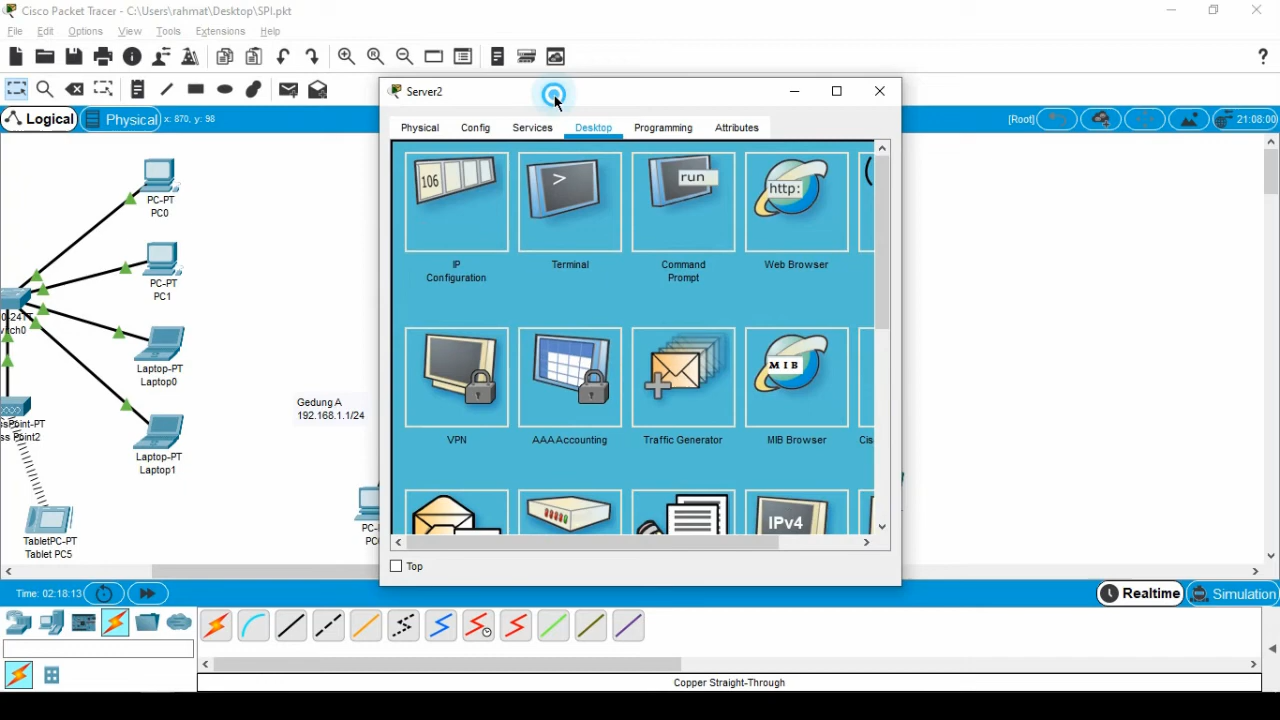 Cisco Packet Tracer - C:\Users\rahmat\Desktop\SPI.pkt
File Edit Options View Tools Extensions Help
Logical Physical x: 870, y: 98
[Root] 21:08:00
Server2
Physical Config Services Desktop Programming Attributes
106
>
run
http:
IP
Configuration
Terminal
Command
Prompt
Web Browser
MIB
VPN
AAA Accounting
Traffic Generator
MIB Browser
IPv4
Top
PC-PT
PC0
PC-PT
PC1
Laptop-PT
Laptop0
Laptop-PT
Laptop1
TabletPC-PT
Tablet PC5
Gedung A
192.168.1.1/24
Time: 02:18:13
Realtime Simulation
Copper Straight-Through